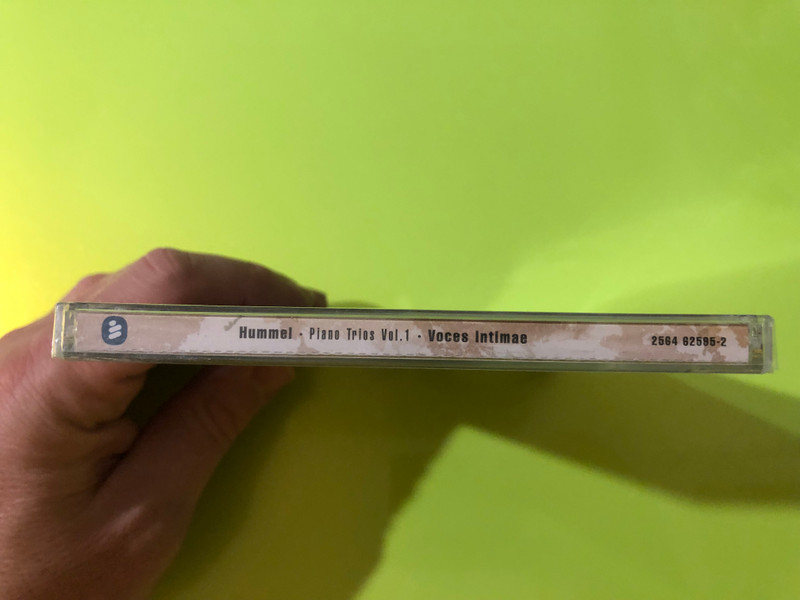 Hummel · Piano Trios Vol.1 · Voces Intimae 2564 62595-2